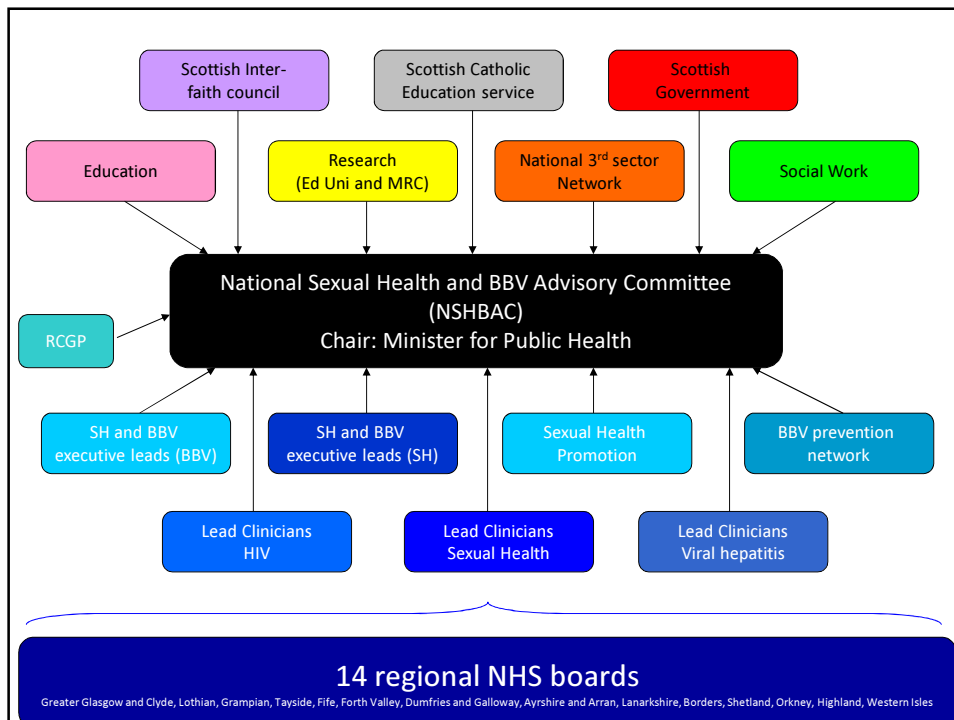 Scottish Inter-
faith council
Scottish Catholic
Education service
Scottish
Government
Education
Research
(Ed Uni and MRC)
National 3rd sector
Network
Social Work
National Sexual Health and BBV Advisory Committee
(NSHBAC)
Chair: Minister for Public Health
RCGP
SH and BBV
executive leads (BBV)
SH and BBV
executive leads (SH)
Sexual Health
Promotion
BBV prevention
network
Lead Clinicians
HIV
Lead Clinicians
Sexual Health
Lead Clinicians
Viral hepatitis
14 regional NHS boards
Greater Glasgow and Clyde, Lothian, Grampian, Tayside, Fife, Forth Valley, Dumfries and Galloway, Ayrshire and Arran, Lanarkshire, Borders, Shetland, Orkney, Highland, Western Isles